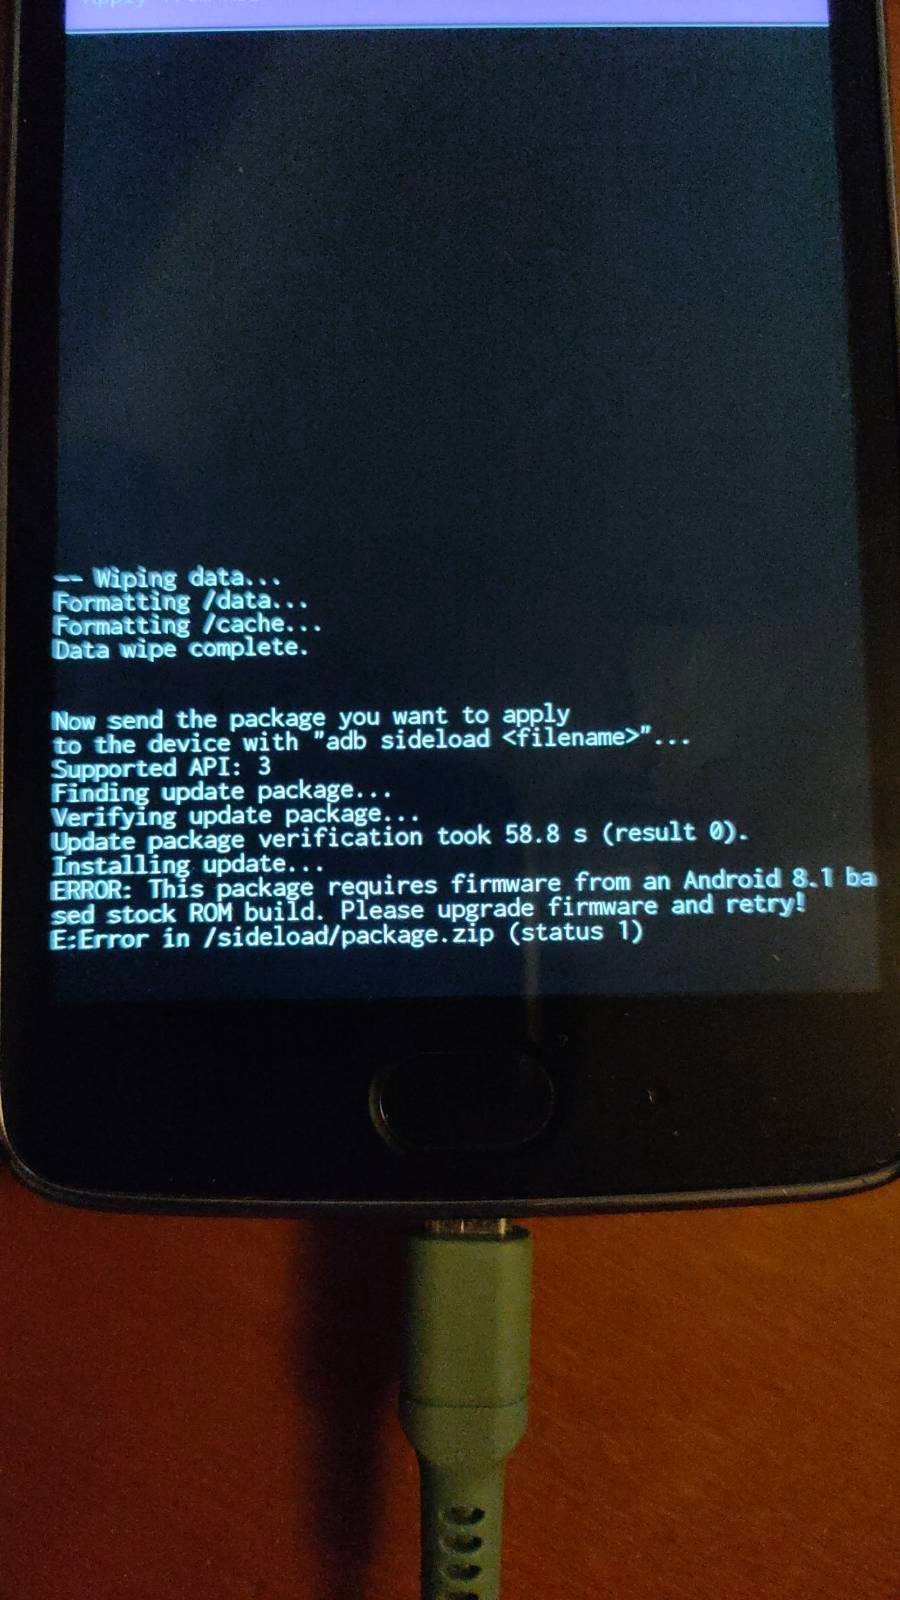 -- Wiping data...
Formatting /data...
Formatting /cache...
Data wipe complete.
Now send the package you want to apply
to the device with "adb sideload <filename>"...
Supported API: 3
Finding update package...
Verifying update package...
Update package verification took 58.8 s (result 0).
Installing update...
ERROR: This package requires firmware from an Android 8.1 ba
sed stock ROM build. Please upgrade firmware and retry!
E:Error in /sideload/package.zip (status 1)